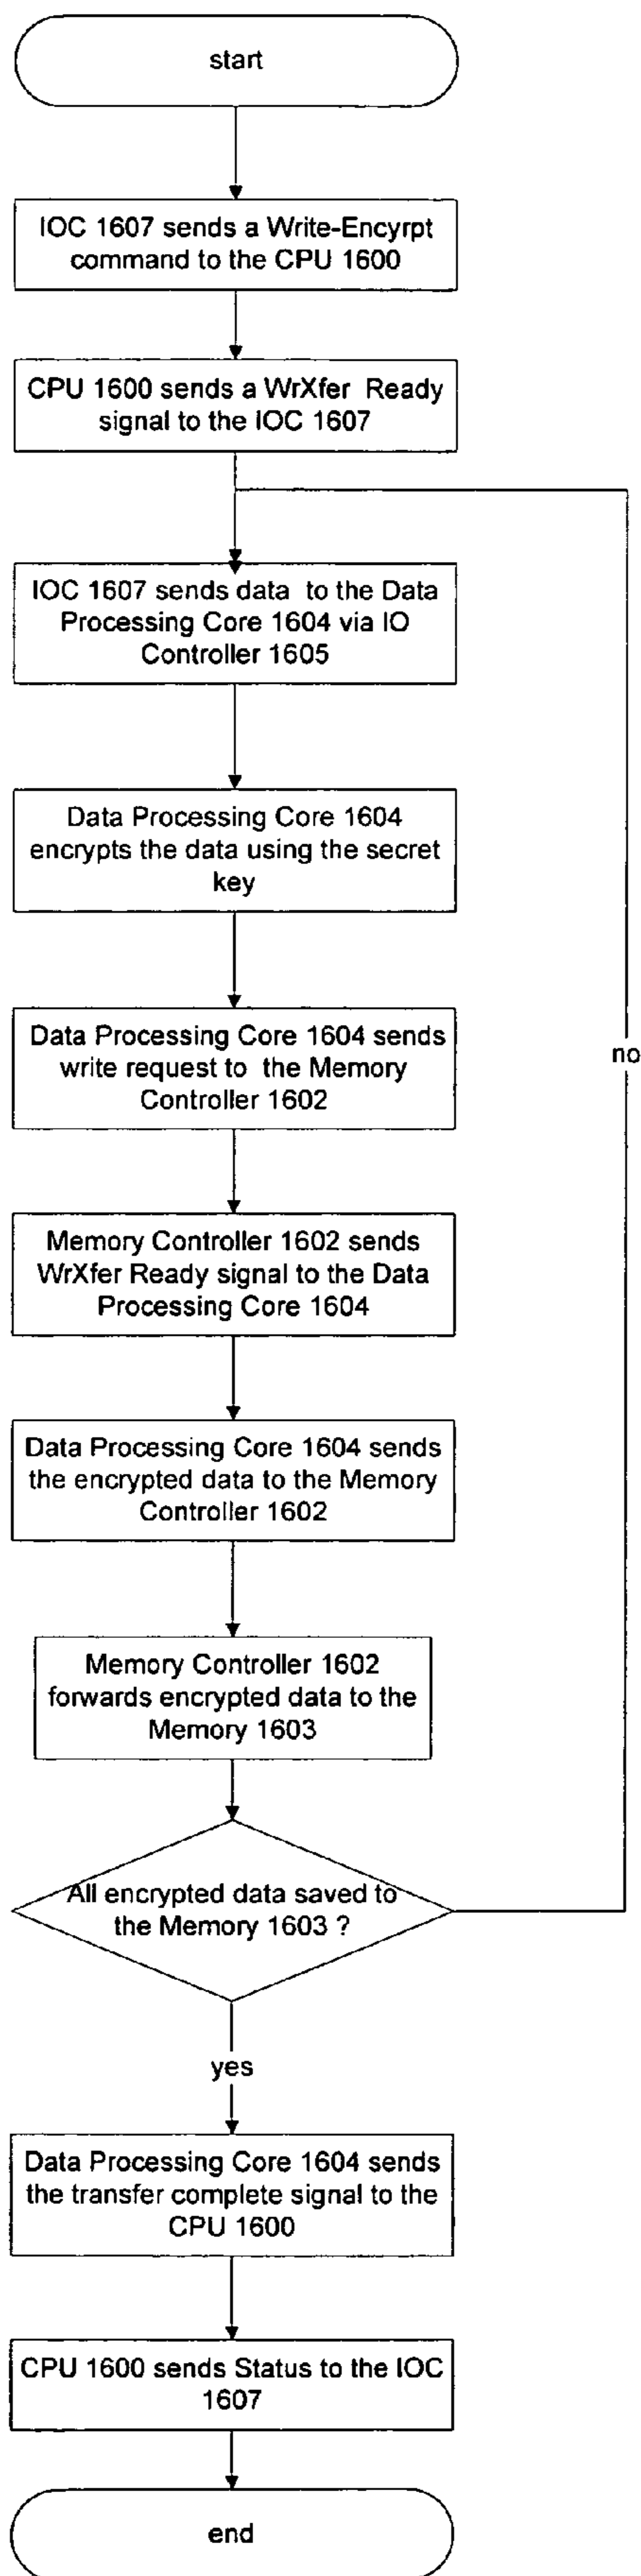 start
IOC 1607 sends a Write-Encyrpt
command to the CPU 1600
CPU 1600 sends a WrXfer Ready
signal to the IOC 1607
IOC 1607 sends data to the Data
Processing Core 1604 via IO
Controller 1605
Data Processing Core 1604
encrypts the data using the secret
key
Data Processing Core 1604 sends
write request to the Memory
Controller 1602
no
Memory Controller 1602 sends
WrXfer Ready signal to the Data
Processing Core 1604
Data Processing Core 1604 sends
the encrypted data to the Memory
Controller 1602
Memory Controller 1602
forwards encrypted data to the
Memory 1603
All encrypted data saved to
the Memory 1603 ?
yes
Data Processing Core 1604 sends
the transfer complete signal to the
CPU 1600
CPU 1600 sends Status to the IOC
1607
end